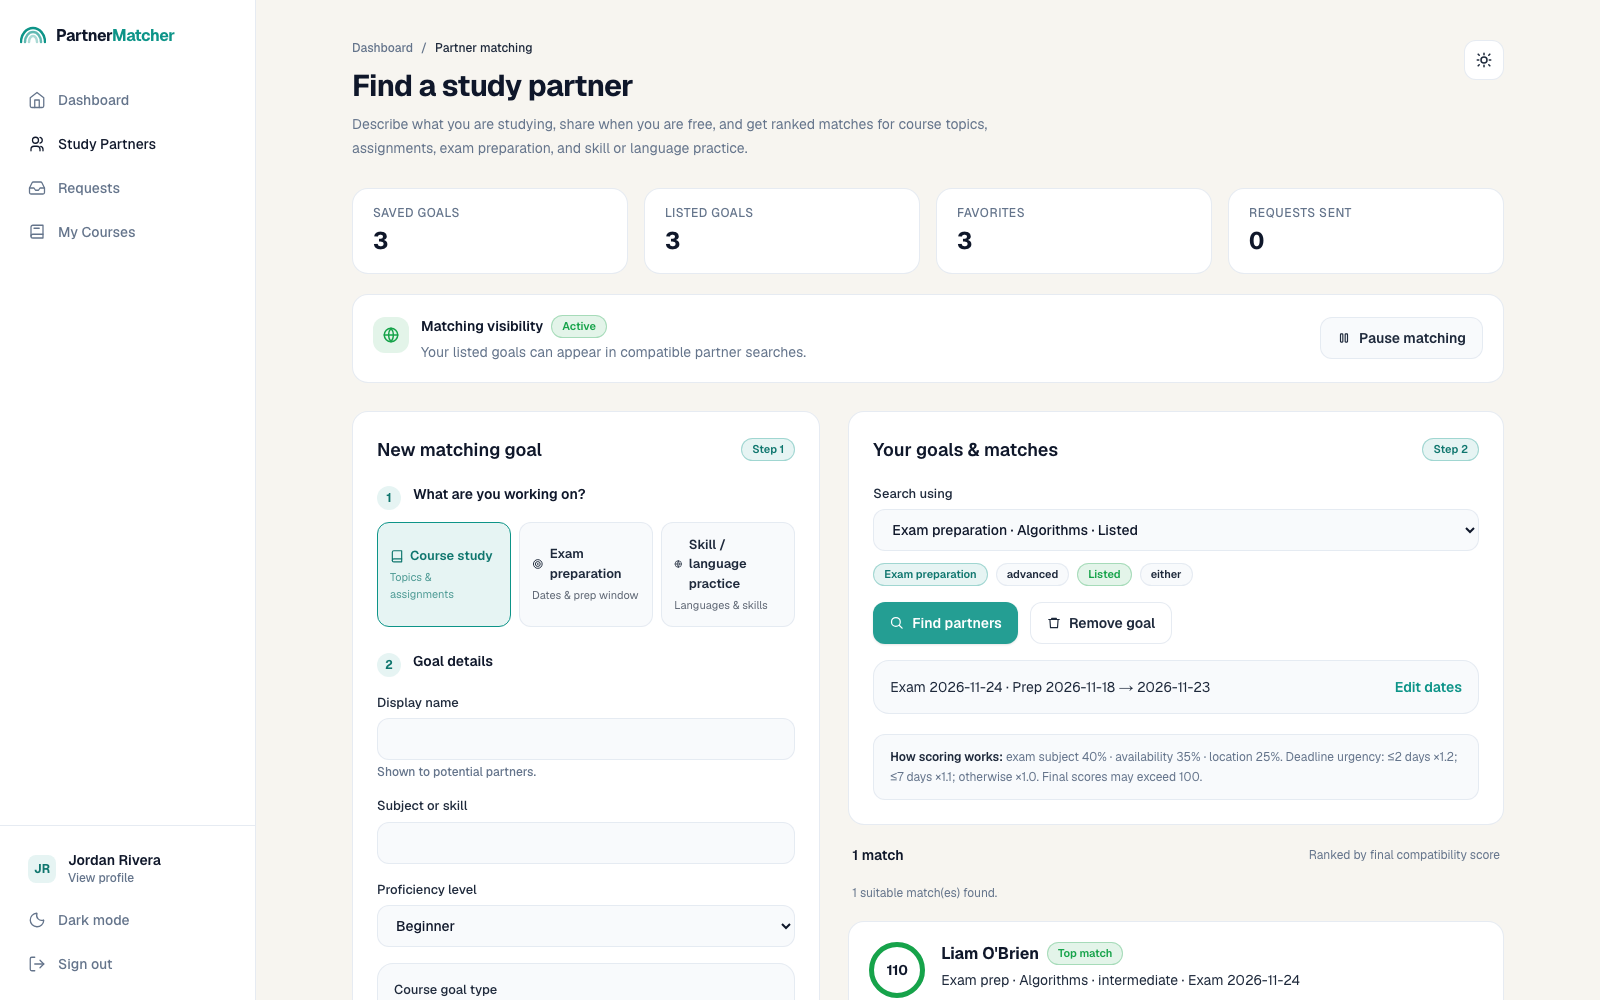 PartnerMatcher
Dashboard
Study Partners
Requests
My Courses
JR
Jordan Rivera
View profile
Dark mode
Sign out
Dashboard / Partner matching
Find a study partner
Describe what you are studying, share when you are free, and get ranked matches for course topics,
assignments, exam preparation, and skill or language practice.
SAVED GOALS
3
LISTED GOALS
3
FAVORITES
3
REQUESTS SENT
0
Matching visibility Active
Your listed goals can appear in compatible partner searches.
Pause matching
New matching goal
Step 1
1 What are you working on?
Course study
Topics &
assignments
Exam
preparation
Dates & prep window
Skill /
language
practice
Languages & skills
2 Goal details
Display name
Shown to potential partners.
Subject or skill
Proficiency level
Beginner
Course goal type
Your goals & matches
Step 2
Search using
Exam preparation · Algorithms · Listed
Exam preparation advanced Listed either
Find partners
Remove goal
Exam 2026-11-24 · Prep 2026-11-18 → 2026-11-23
Edit dates
How scoring works: exam subject 40% · availability 35% · location 25%. Deadline urgency: ≤2 days ×1.2;
≤7 days ×1.1; otherwise ×1.0. Final scores may exceed 100.
1 match
Ranked by final compatibility score
1 suitable match(es) found.
110
Liam O'Brien Top match
Exam prep · Algorithms · intermediate · Exam 2026-11-24